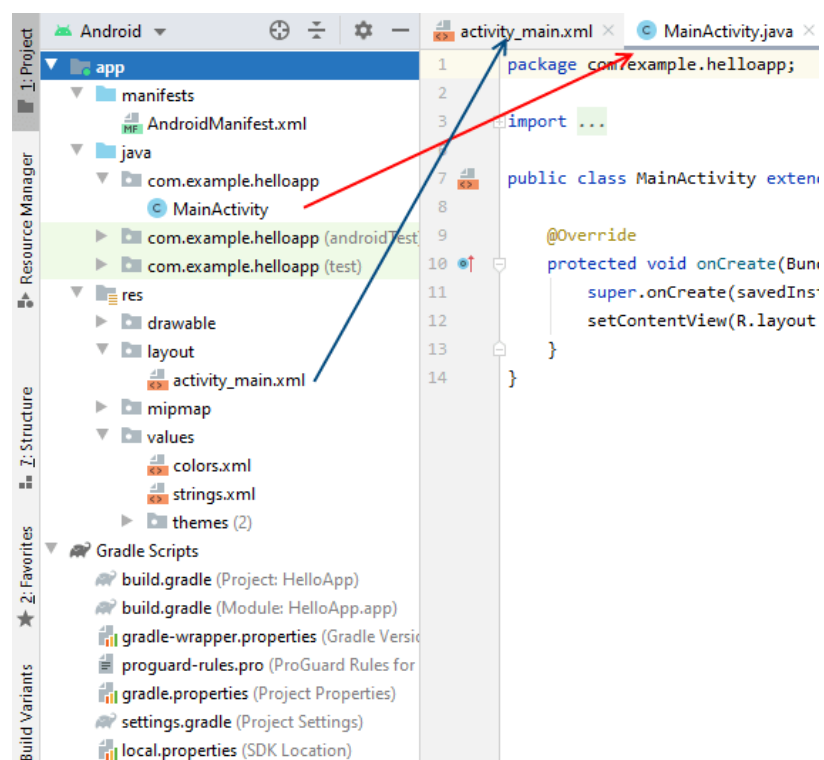 Android
activity_main.xml
MainActivity.java
1: Project
Resource Manager
7: Structure
2: Favorites
Build Variants
app
manifests
MF
AndroidManifest.xml
java
com.example.helloapp
C MainActivity
com.example.helloapp (androidTest)
com.example.helloapp (test)
res
drawable
layout
activity_main.xml
mipmap
values
colors.xml
strings.xml
themes (2)
Gradle Scripts
build.gradle (Project: HelloApp)
build.gradle (Module: HelloApp.app)
gradle-wrapper.properties (Gradle Versio
proguard-rules.pro (ProGuard Rules for
gradle.properties (Project Properties)
settings.gradle (Project Settings)
local.properties (SDK Location)
1 package com.example.helloapp;
2
3 import ...
7 public class MainActivity extend
8
9 @Override
10 protected void onCreate(Bund
11 super.onCreate(savedInst
12 setContentView(R.layout
13 }
14 }